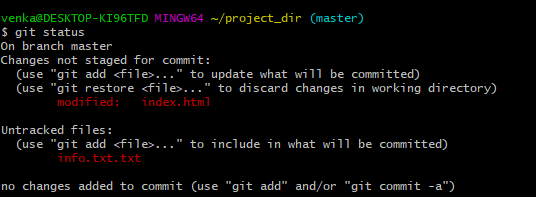 venka@DESKTOP-KI96TFD MINGW64 ~/project_dir (master)
$ git status
On branch master
Changes not staged for commit:
  (use "git add <file>..." to update what will be committed)
  (use "git restore <file>..." to discard changes in working directory)
        modified:   index.html

Untracked files:
  (use "git add <file>..." to include in what will be committed)
        info.txt.txt

no changes added to commit (use "git add" and/or "git commit -a")